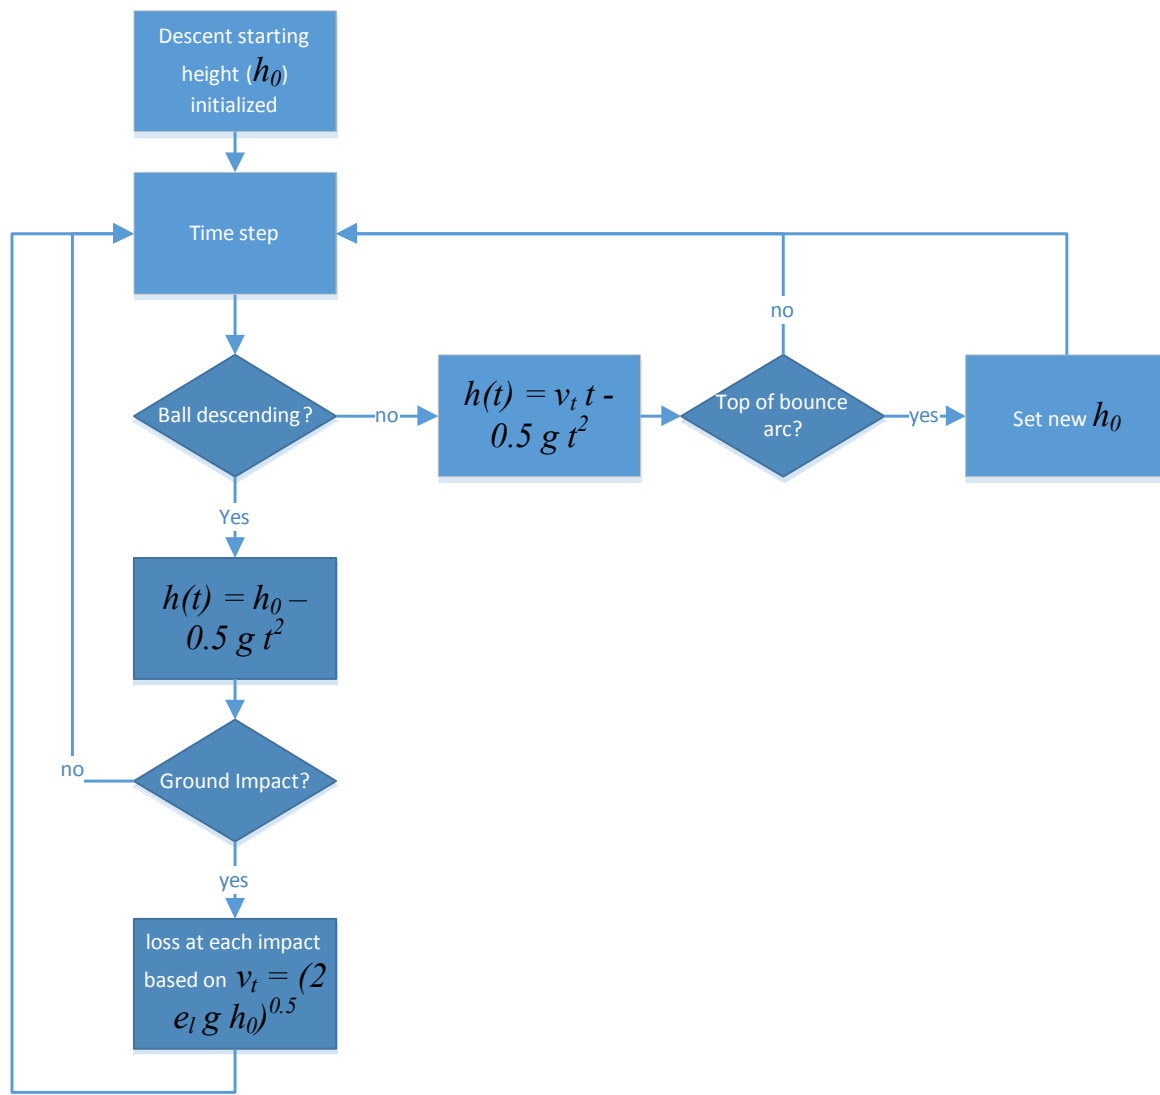 Descent starting
height (h₀)
initialized
Time step
no
Ball descending?
no
h(t) = vₜ t -
0.5 g t²
Top of bounce
arc?
yes
Set new h₀
Yes
h(t) = h₀ –
0.5 g t²
no
Ground Impact?
yes
loss at each impact
based on vₜ = (2
eₗ g h₀)⁰·⁵